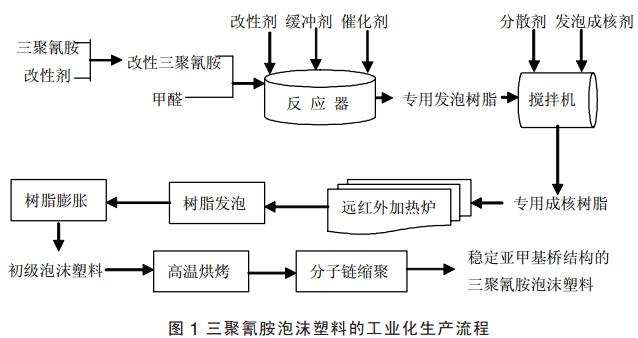 改性剂 缓冲剂 催化剂
分散剂 发泡成核剂
三聚氰胺
改性剂
改性三聚氰胺
甲醛
反应器
专用发泡树脂
搅拌机
树脂膨胀
树脂发泡
远红外加热炉
专用成核树脂
初级泡沫塑料
高温烘烤
分子链缩聚
稳定亚甲基桥结构的
三聚氰胺泡沫塑料
图 1 三聚氰胺泡沫塑料的工业化生产流程